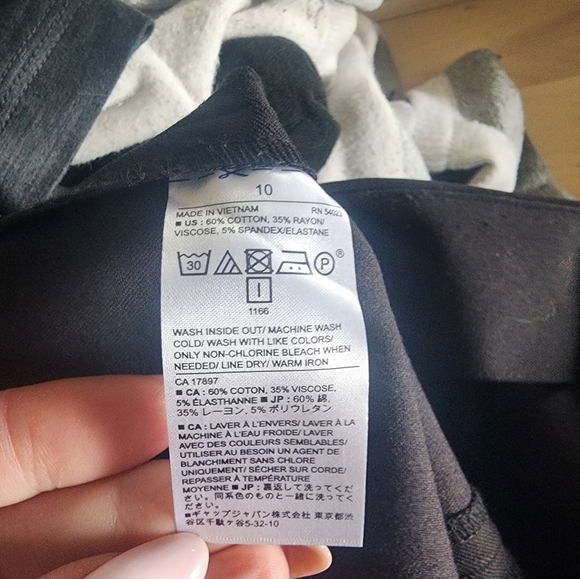 10
MADE IN VIETNAM RN 54023
■ US : 60% COTTON, 35% RAYON/
VISCOSE, 5% SPANDEX/ELASTANE
30 P ®
1166
WASH INSIDE OUT/ MACHINE WASH
COLD/ WASH WITH LIKE COLORS/
ONLY NON-CHLORINE BLEACH WHEN
NEEDED/ LINE DRY/ WARM IRON
CA 17897
■ CA : 60% COTON, 35% VISCOSE,
5% ÉLASTHANNE ■ JP : 60% 綿,
35% レーヨン, 5% ポリウレタン
■ CA : LAVER À L'ENVERS/ LAVER À LA
MACHINE À L'EAU FROIDE/ LAVER
AVEC DES COULEURS SEMBLABLES/
UTILISER AU BESOIN UN AGENT DE
BLANCHIMENT SANS CHLORE
UNIQUEMENT/ SÉCHER SUR CORDE/
REPASSER À TEMPÉRATURE
MOYENNE ■ JP : 裏返して洗ってくだ
さい。同系色のものと一緒に洗ってく
ださい。
■ギャップジャパン株式会社 東京都渋
谷区千駄ヶ谷5-32-10